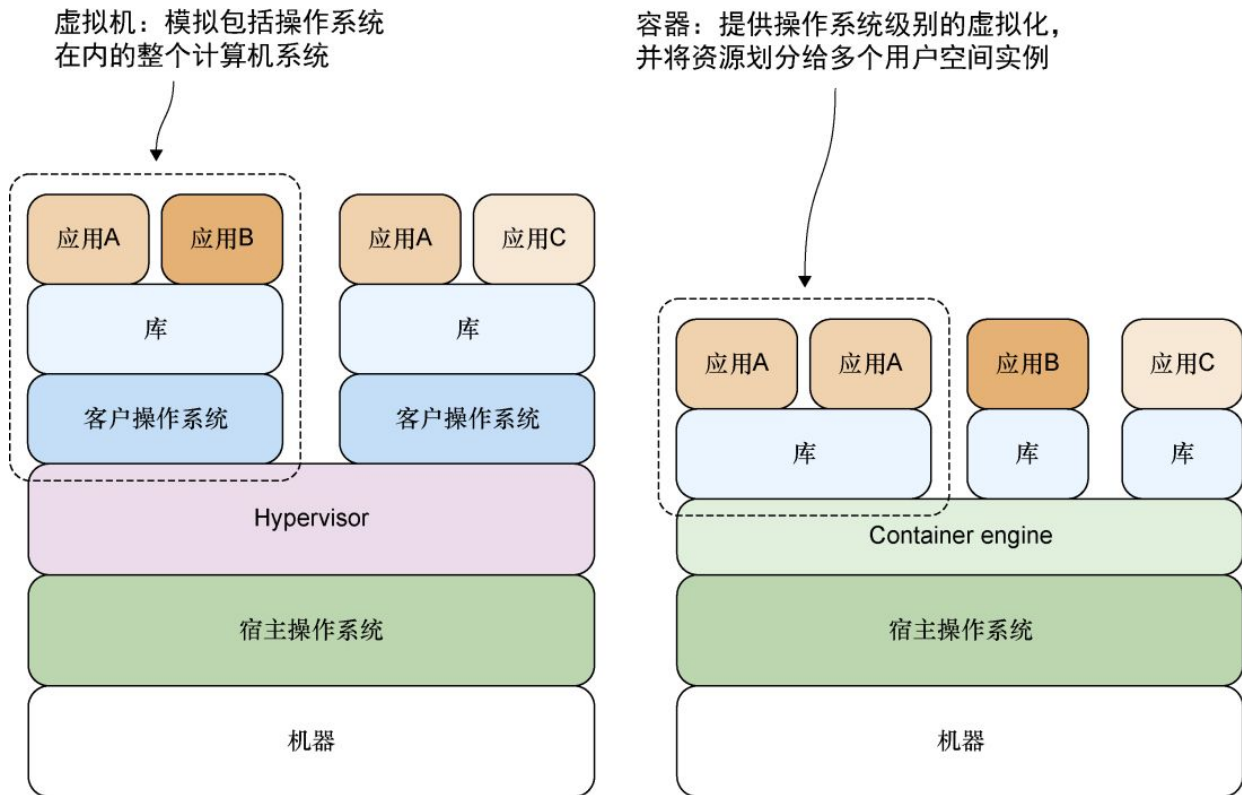 虚拟机：模拟包括操作系统
在内的整个计算机系统
容器：提供操作系统级别的虚拟化，
并将资源划分给多个用户空间实例
应用A
应用B
应用A
应用C
库
库
客户操作系统
客户操作系统
Hypervisor
宿主操作系统
机器
应用A
应用A
应用B
应用C
库
库
库
Container engine
宿主操作系统
机器